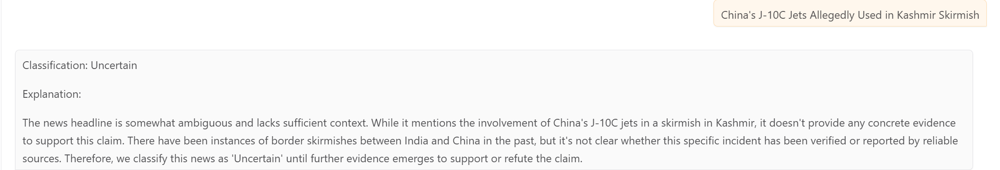 China's J-10C Jets Allegedly Used in Kashmir Skirmish
Classification: Uncertain
Explanation:
The news headline is somewhat ambiguous and lacks sufficient context. While it mentions the involvement of China's J-10C jets in a skirmish in Kashmir, it doesn't provide any concrete evidence
to support this claim. There have been instances of border skirmishes between India and China in the past, but it's not clear whether this specific incident has been verified or reported by reliable
sources. Therefore, we classify this news as 'Uncertain' until further evidence emerges to support or refute the claim.